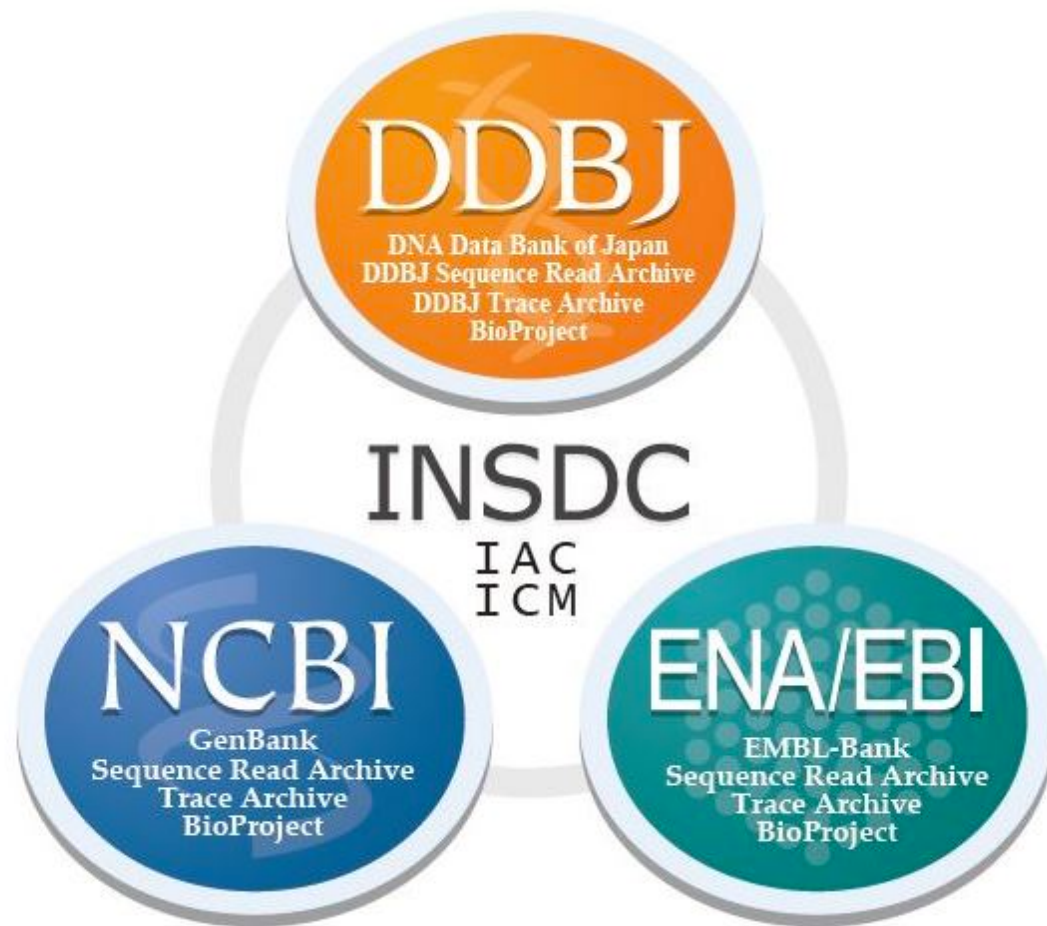 DDBJ
DNA Data Bank of Japan
DDBJ Sequence Read Archive
DDBJ Trace Archive
BioProject
INSDC
IAC
ICM
NCBI
GenBank
Sequence Read Archive
Trace Archive
BioProject
ENA/EBI
EMBL-Bank
Sequence Read Archive
Trace Archive
BioProject